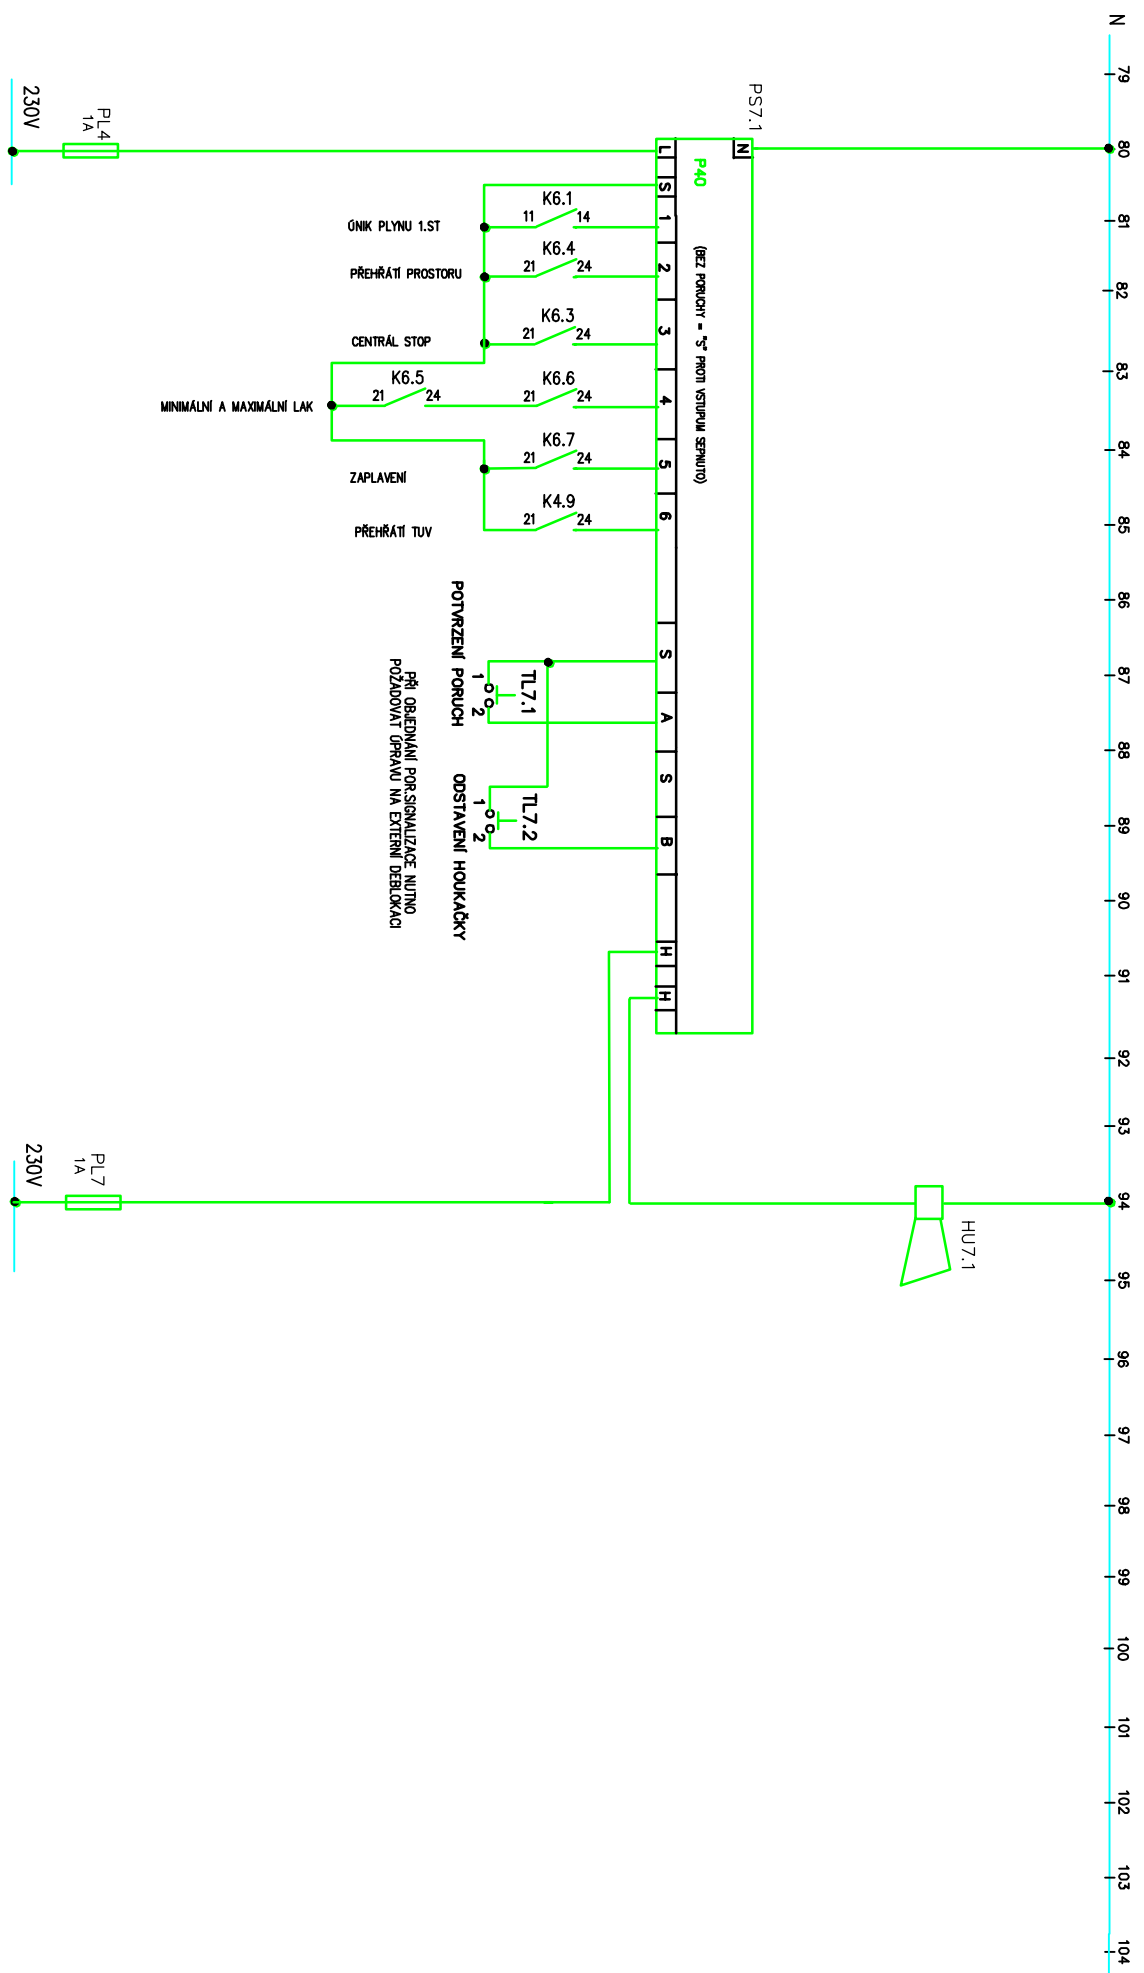 N
79
80
81
82
83
84
85
86
87
88
89
90
91
92
93
94
95
96
97
98
99
100
101
102
103
104
PS7.1
N
P40
(BEZ PORUCHY = "S" PROTI VSTUPUM SEPNUTO)
L
S
1
2
3
4
5
6
S
A
S
B
H
H
230V
PL4
1A
ÚNIK PLYNU 1.ST
K6.1
11 14
PŘEHŘÁTÍ PROSTORU
K6.4
21 24
CENTRÁL STOP
K6.3
21 24
MINIMÁLNÍ A MAXIMÁLNÍ LAK
K6.5
21 24
K6.6
21 24
ZAPLAVENÍ
K6.7
21 24
PŘEHŘÁTÍ TUV
K4.9
21 24
TL7.1
1 2
POTVRZENÍ PORUCH
TL7.2
1 2
ODSTAVENÍ HOUKAČKY
PŘI OBJEDNÁNÍ POR.SIGNALIZACE NUTNO
POŽADOVAT ÚPRAVU NA EXTERNÍ DEBLOKACI
HU7.1
230V
PL7
1A